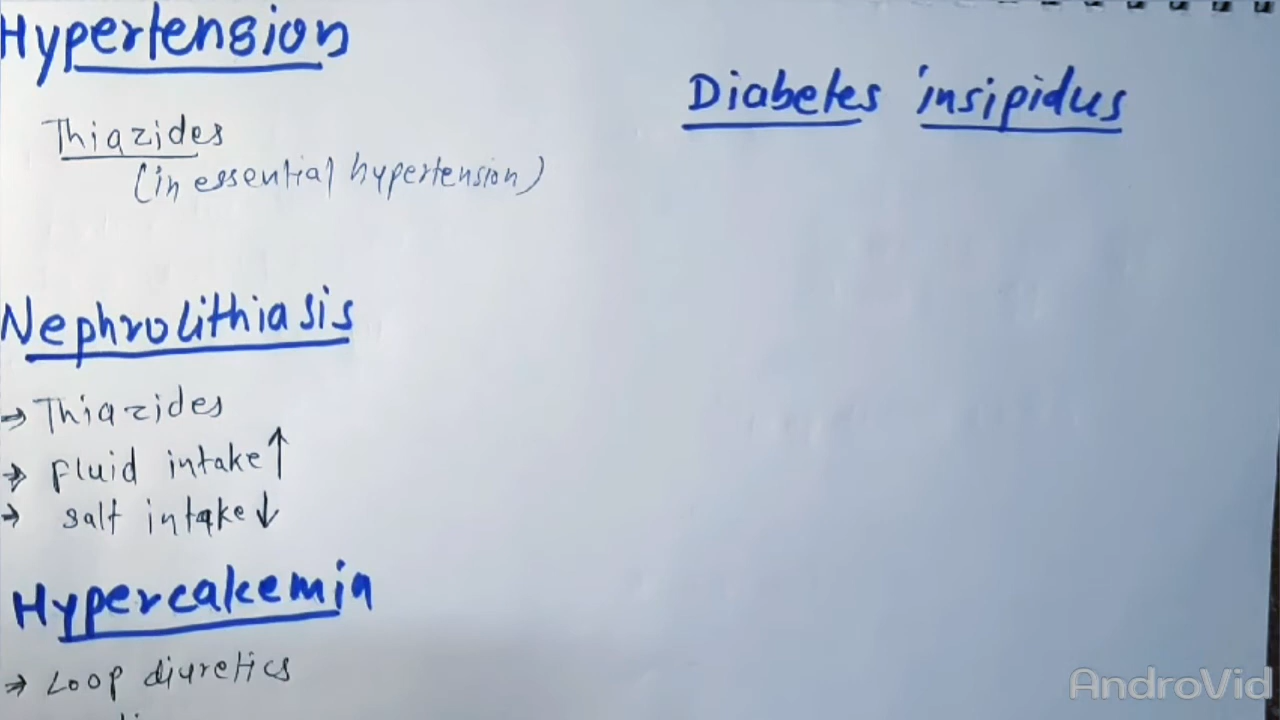 Hypertension
Thiazides
(in essential hypertension)
Nephrolithiasis
→ Thiazides
→ fluid intake ↑
→ salt intake ↓
Hypercalcemia
→ Loop diuretics
Diabetes insipidus
AndroVid